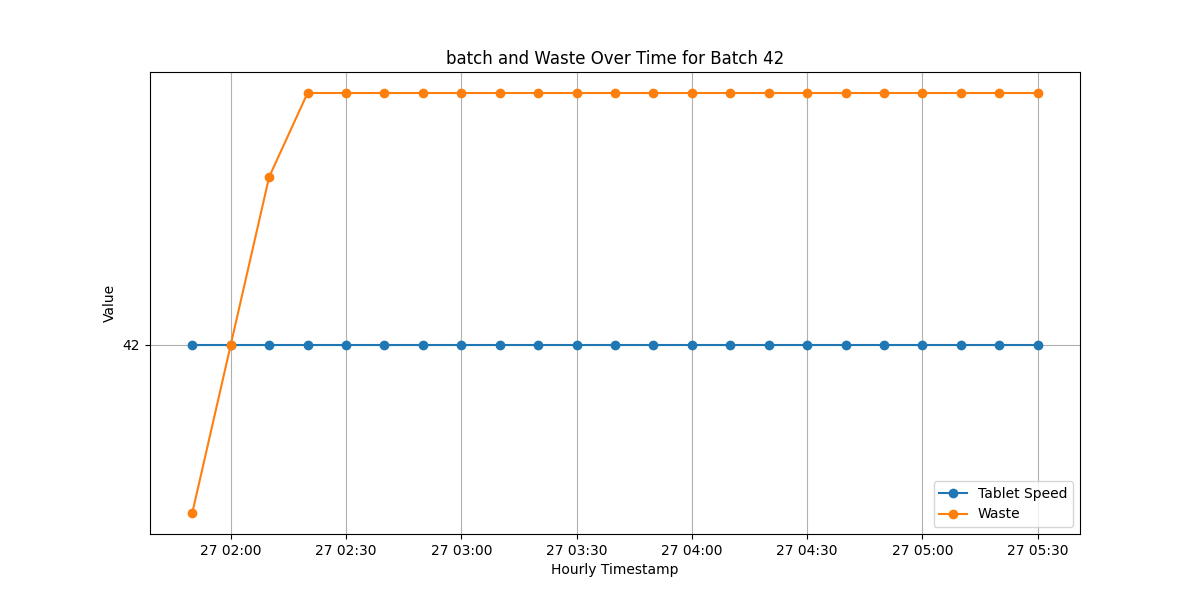 batch and Waste Over Time for Batch 42
Value
42
Tablet Speed
Waste
27 02:00 27 02:30 27 03:00 27 03:30 27 04:00 27 04:30 27 05:00 27 05:30
Hourly Timestamp